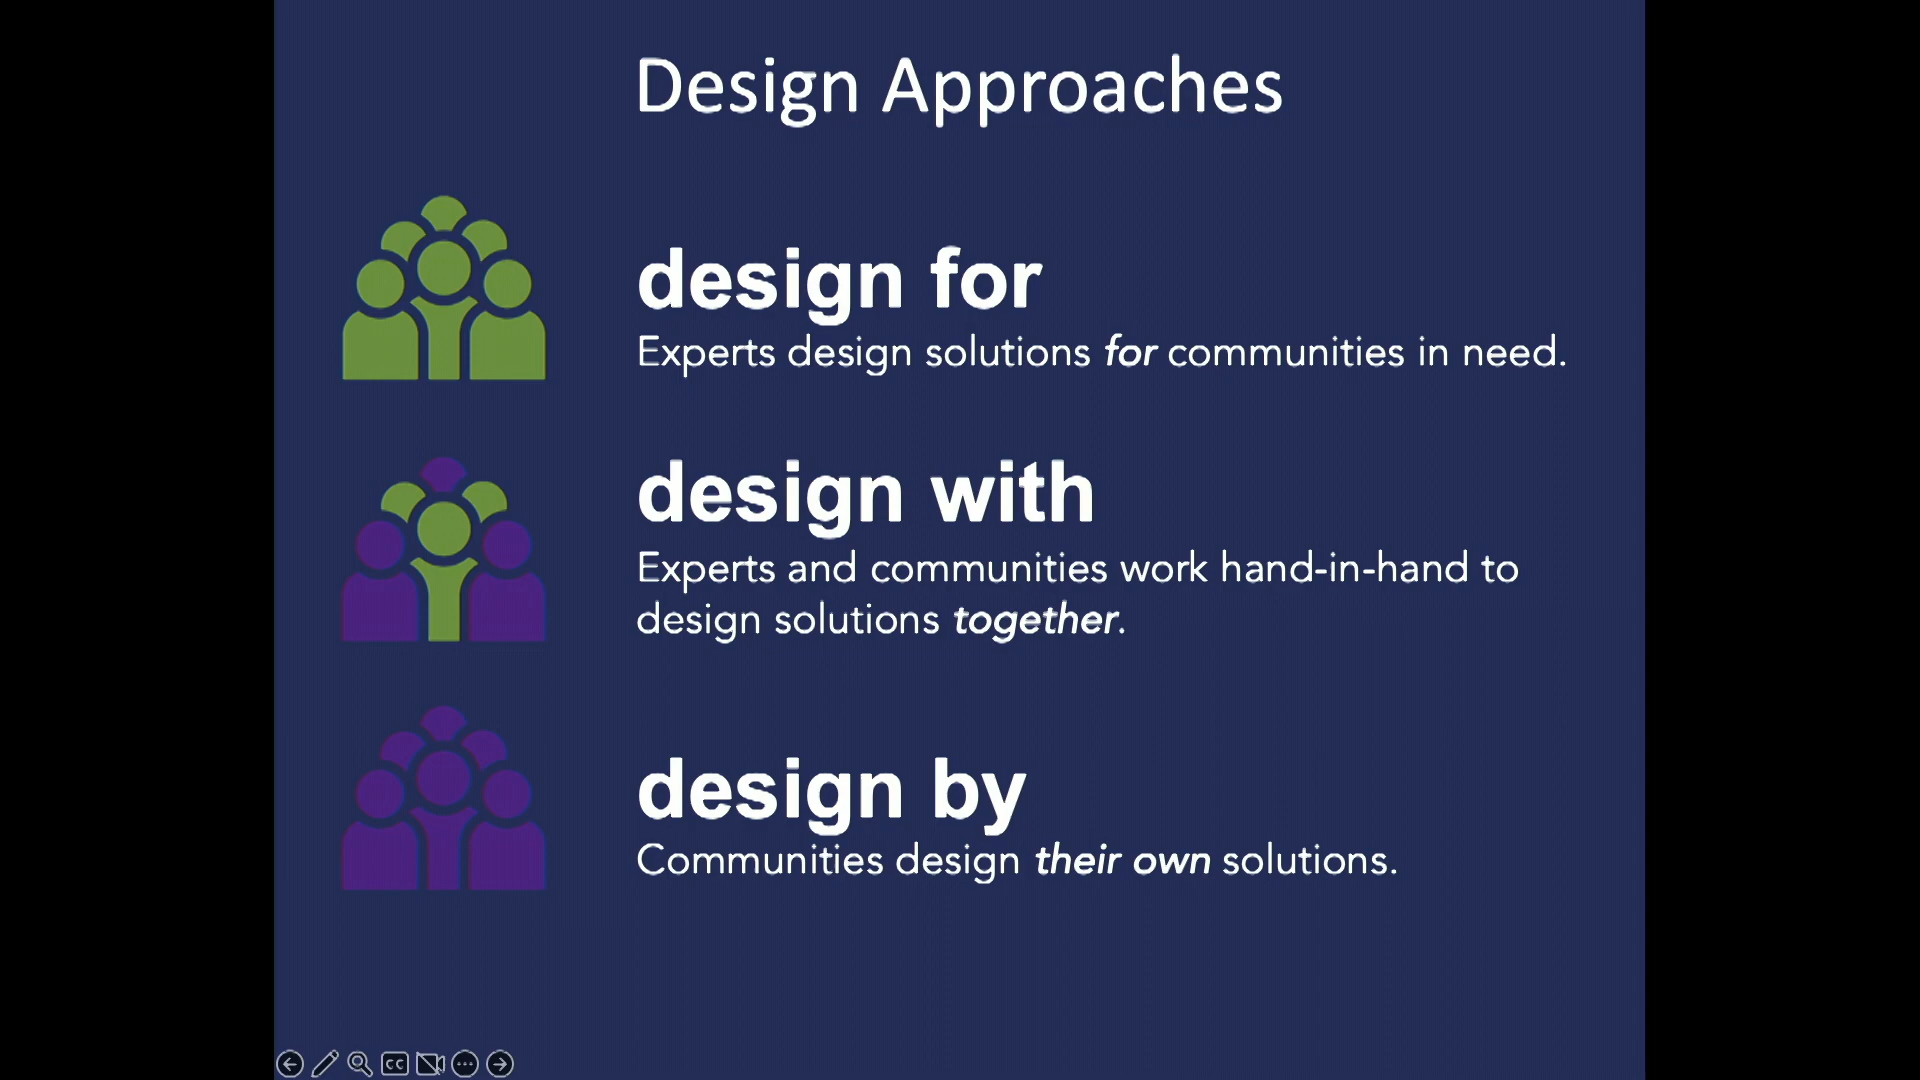 Design Approaches
design for
Experts design solutions for communities in need.
design with
Experts and communities work hand-in-hand to
design solutions together.
design by
Communities design their own solutions.
CC